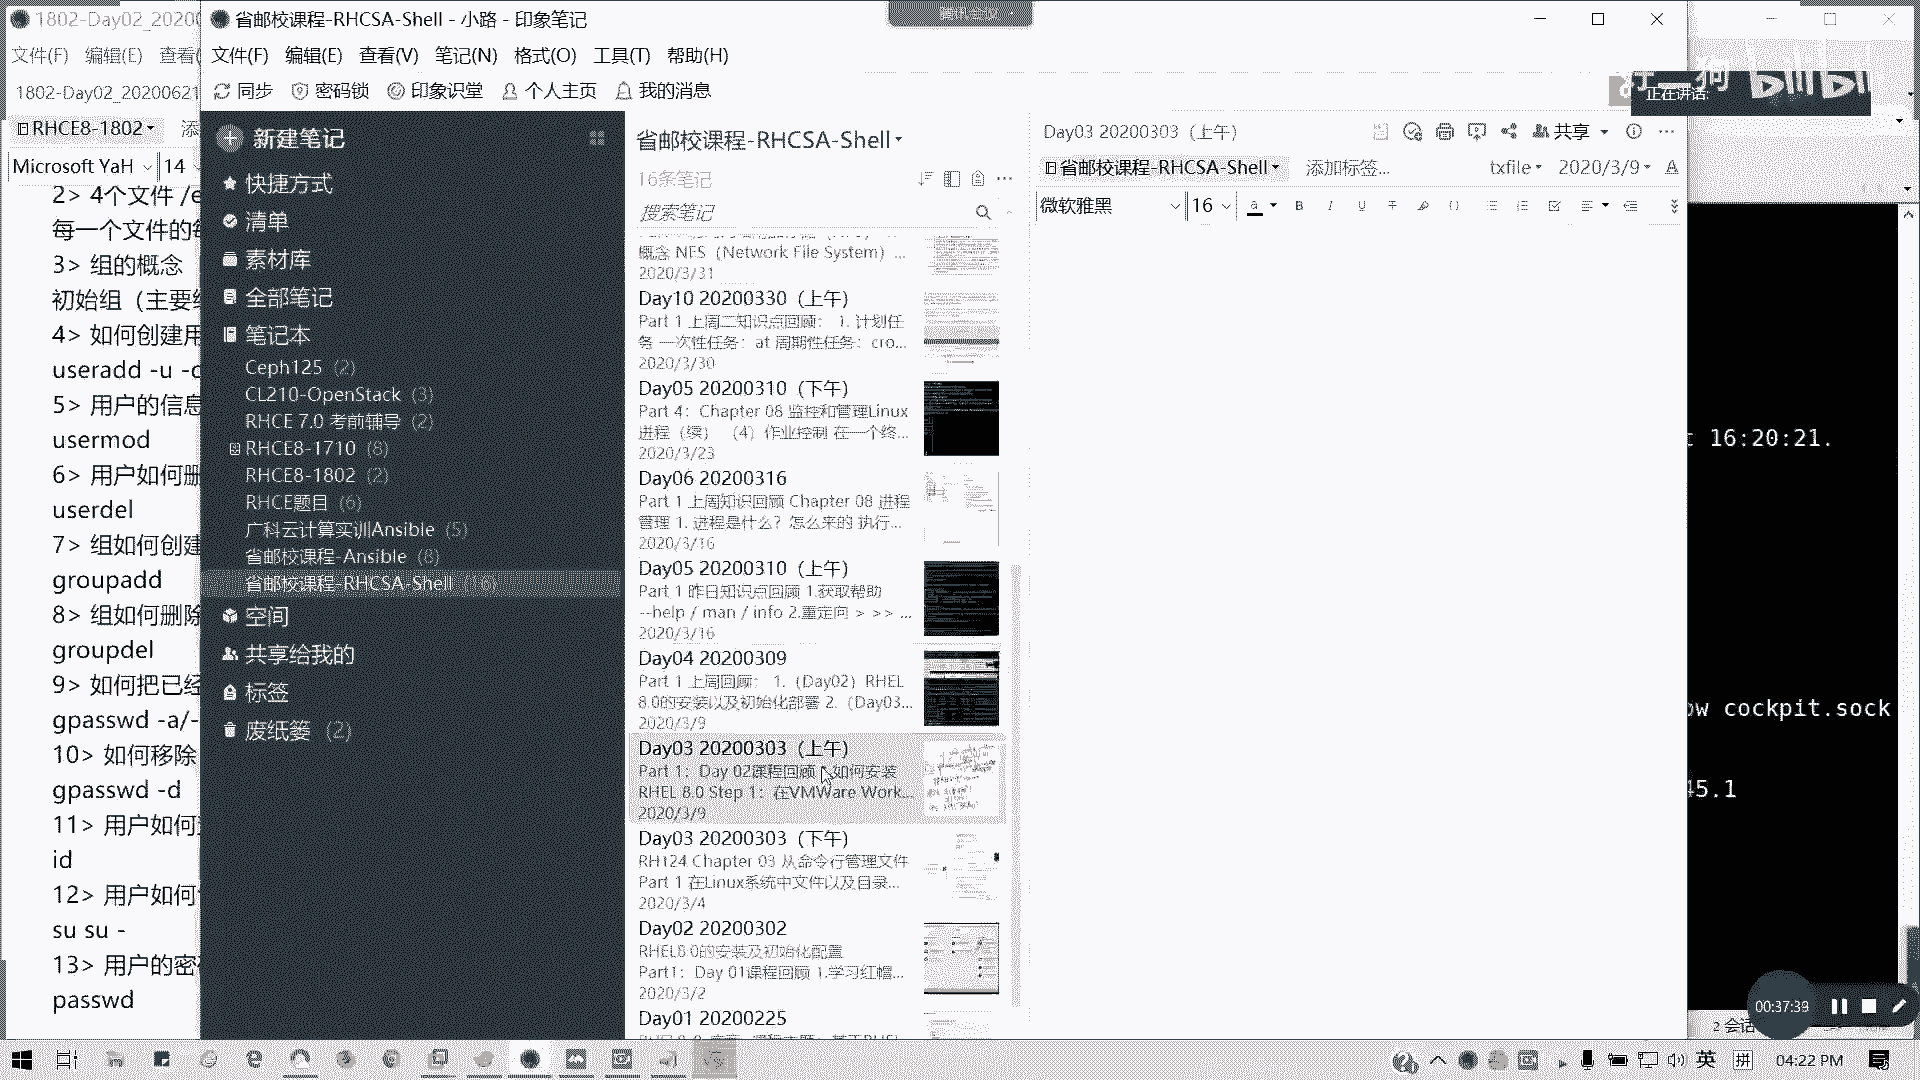 1802-Day02_2020
省邮校课程-RHCSA-Shell - 小路 - 印象笔记
腾讯会议
文件(F) 编辑(E) 查看(
文件(F) 编辑(E) 查看(V) 笔记(N) 格式(O) 工具(T) 帮助(H)
1802-Day02_20200621
同步 密码锁 印象识堂 个人主页 我的消息
正在讲话:
RHCE8-1802 添
Microsoft YaH 14
2> 4个文件 /e
每一个文件的每
3> 组的概念
初始组（主要组
4> 如何创建用
useradd -u -c
5> 用户的信息
usermod
6> 用户如何删
userdel
7> 组如何创建
groupadd
8> 组如何删除
groupdel
9> 如何把已经
gpasswd -a/-
10> 如何移除
gpasswd -d
11> 用户如何
id
12> 用户如何
su su -
13> 用户的密
passwd
新建笔记
快捷方式
清单
素材库
全部笔记
笔记本
Ceph125 (2)
CL210-OpenStack (3)
RHCE 7.0 考前辅导 (2)
RHCE8-1710 (8)
RHCE8-1802 (2)
RHCE题目 (6)
广科云计算实训Ansible (5)
省邮校课程-Ansible (8)
省邮校课程-RHCSA-Shell (16)
空间
共享给我的
标签
废纸篓 (2)
省邮校课程-RHCSA-Shell
16条笔记
搜索笔记
概念 NFS（Network File System）...
2020/3/31
Day10 20200330（上午）
Part 1 上周二知识点回顾： 1. 计划任
务 一次性任务：at 周期性任务：cro...
2020/3/30
Day05 20200310（下午）
Part 4：Chapter 08 监控和管理Linux
进程（续） （4）作业控制 在一个终...
2020/3/23
Day06 20200316
Part 1 上周知识回顾 Chapter 08 进程
管理 1. 进程是什么？怎么来的 执行...
2020/3/16
Day05 20200310（上午）
Part 1 昨日知识点回顾 1.获取帮助
--help / man / info 2.重定向 > >> ...
2020/3/16
Day04 20200309
Part 1 上周回顾： 1.（Day02）RHEL
8.0的安装以及初始化部署 2.（Day03...
2020/3/9
Day03 20200303（上午）
Part 1：Day 02课程回顾 如何安装
RHEL 8.0 Step 1：在VMWare Work...
2020/3/9
Day03 20200303（下午）
RH124 Chapter 03 从命令行管理文件
Part 1 在Linux系统中文件以及目录...
2020/3/4
Day02 20200302
RHEL8.0的安装及初始化配置
Part1：Day 01课程回顾 1.学习红帽...
2020/3/2
Day01 20200225
Day03 20200303（上午）
共享
省邮校课程-RHCSA-Shell 添加标签... txfile 2020/3/9
微软雅黑 16
16:20:21.
ow cockpit.sock
45.1
00:37:39
2 会话
英 拼 04:22 PM